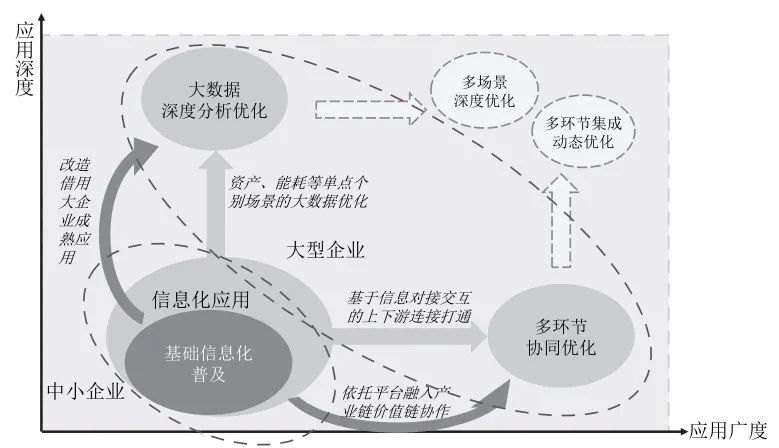 应用深度
大数据
深度分析优化
多场景
深度优化
多环节集成
动态优化
改造
借用
大企
业成
熟应
用
资产、能耗等单点个
别场景的大数据优化
大型企业
信息化应用
基于信息对接交互
的上下游连接打通
多环节
协同优化
基础信息化
普及
中小企业
依托平台融入产
业链价值链协作
应用广度